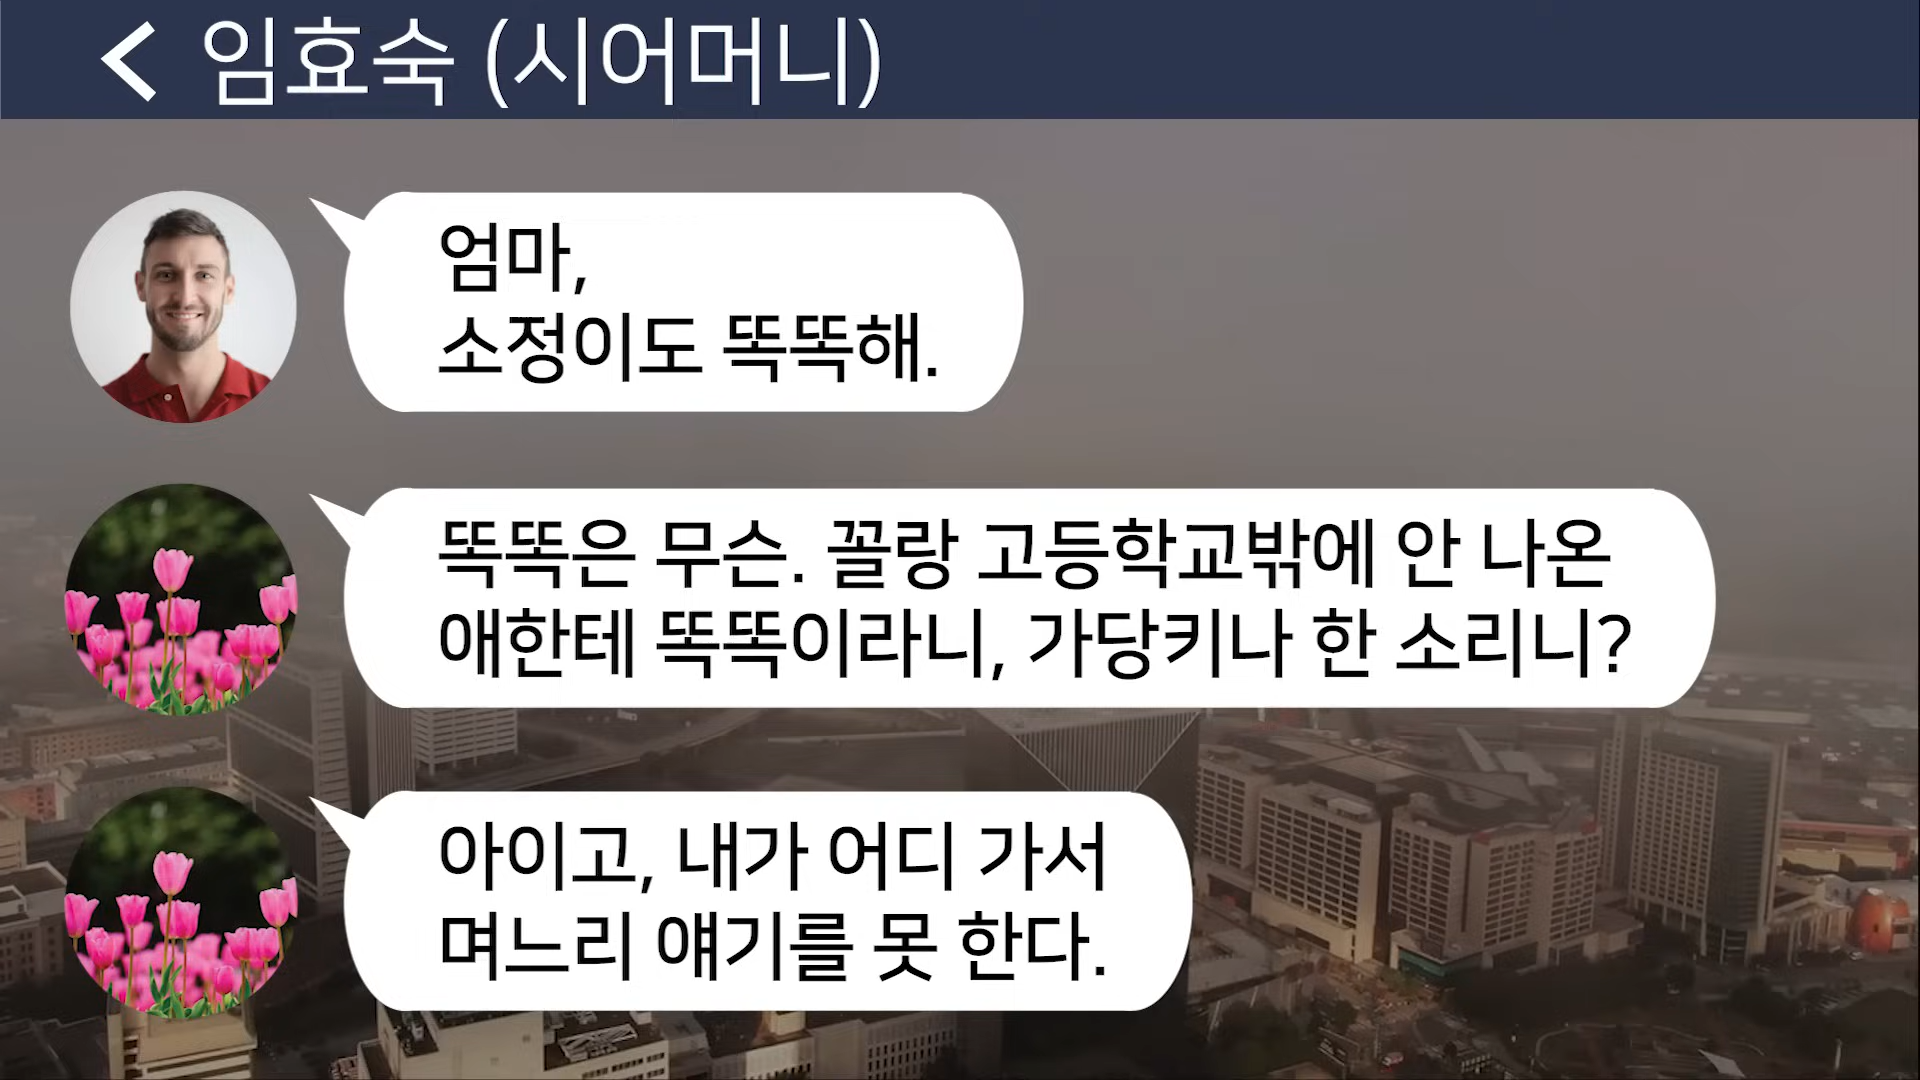 임효숙 (시어머니)
엄마,
소정이도 똑똑해.
똑똑은 무슨. 꼴랑 고등학교밖에 안 나온
애한테 똑똑이라니, 가당키나 한 소리니?
아이고, 내가 어디 가서
며느리 얘기를 못 한다.